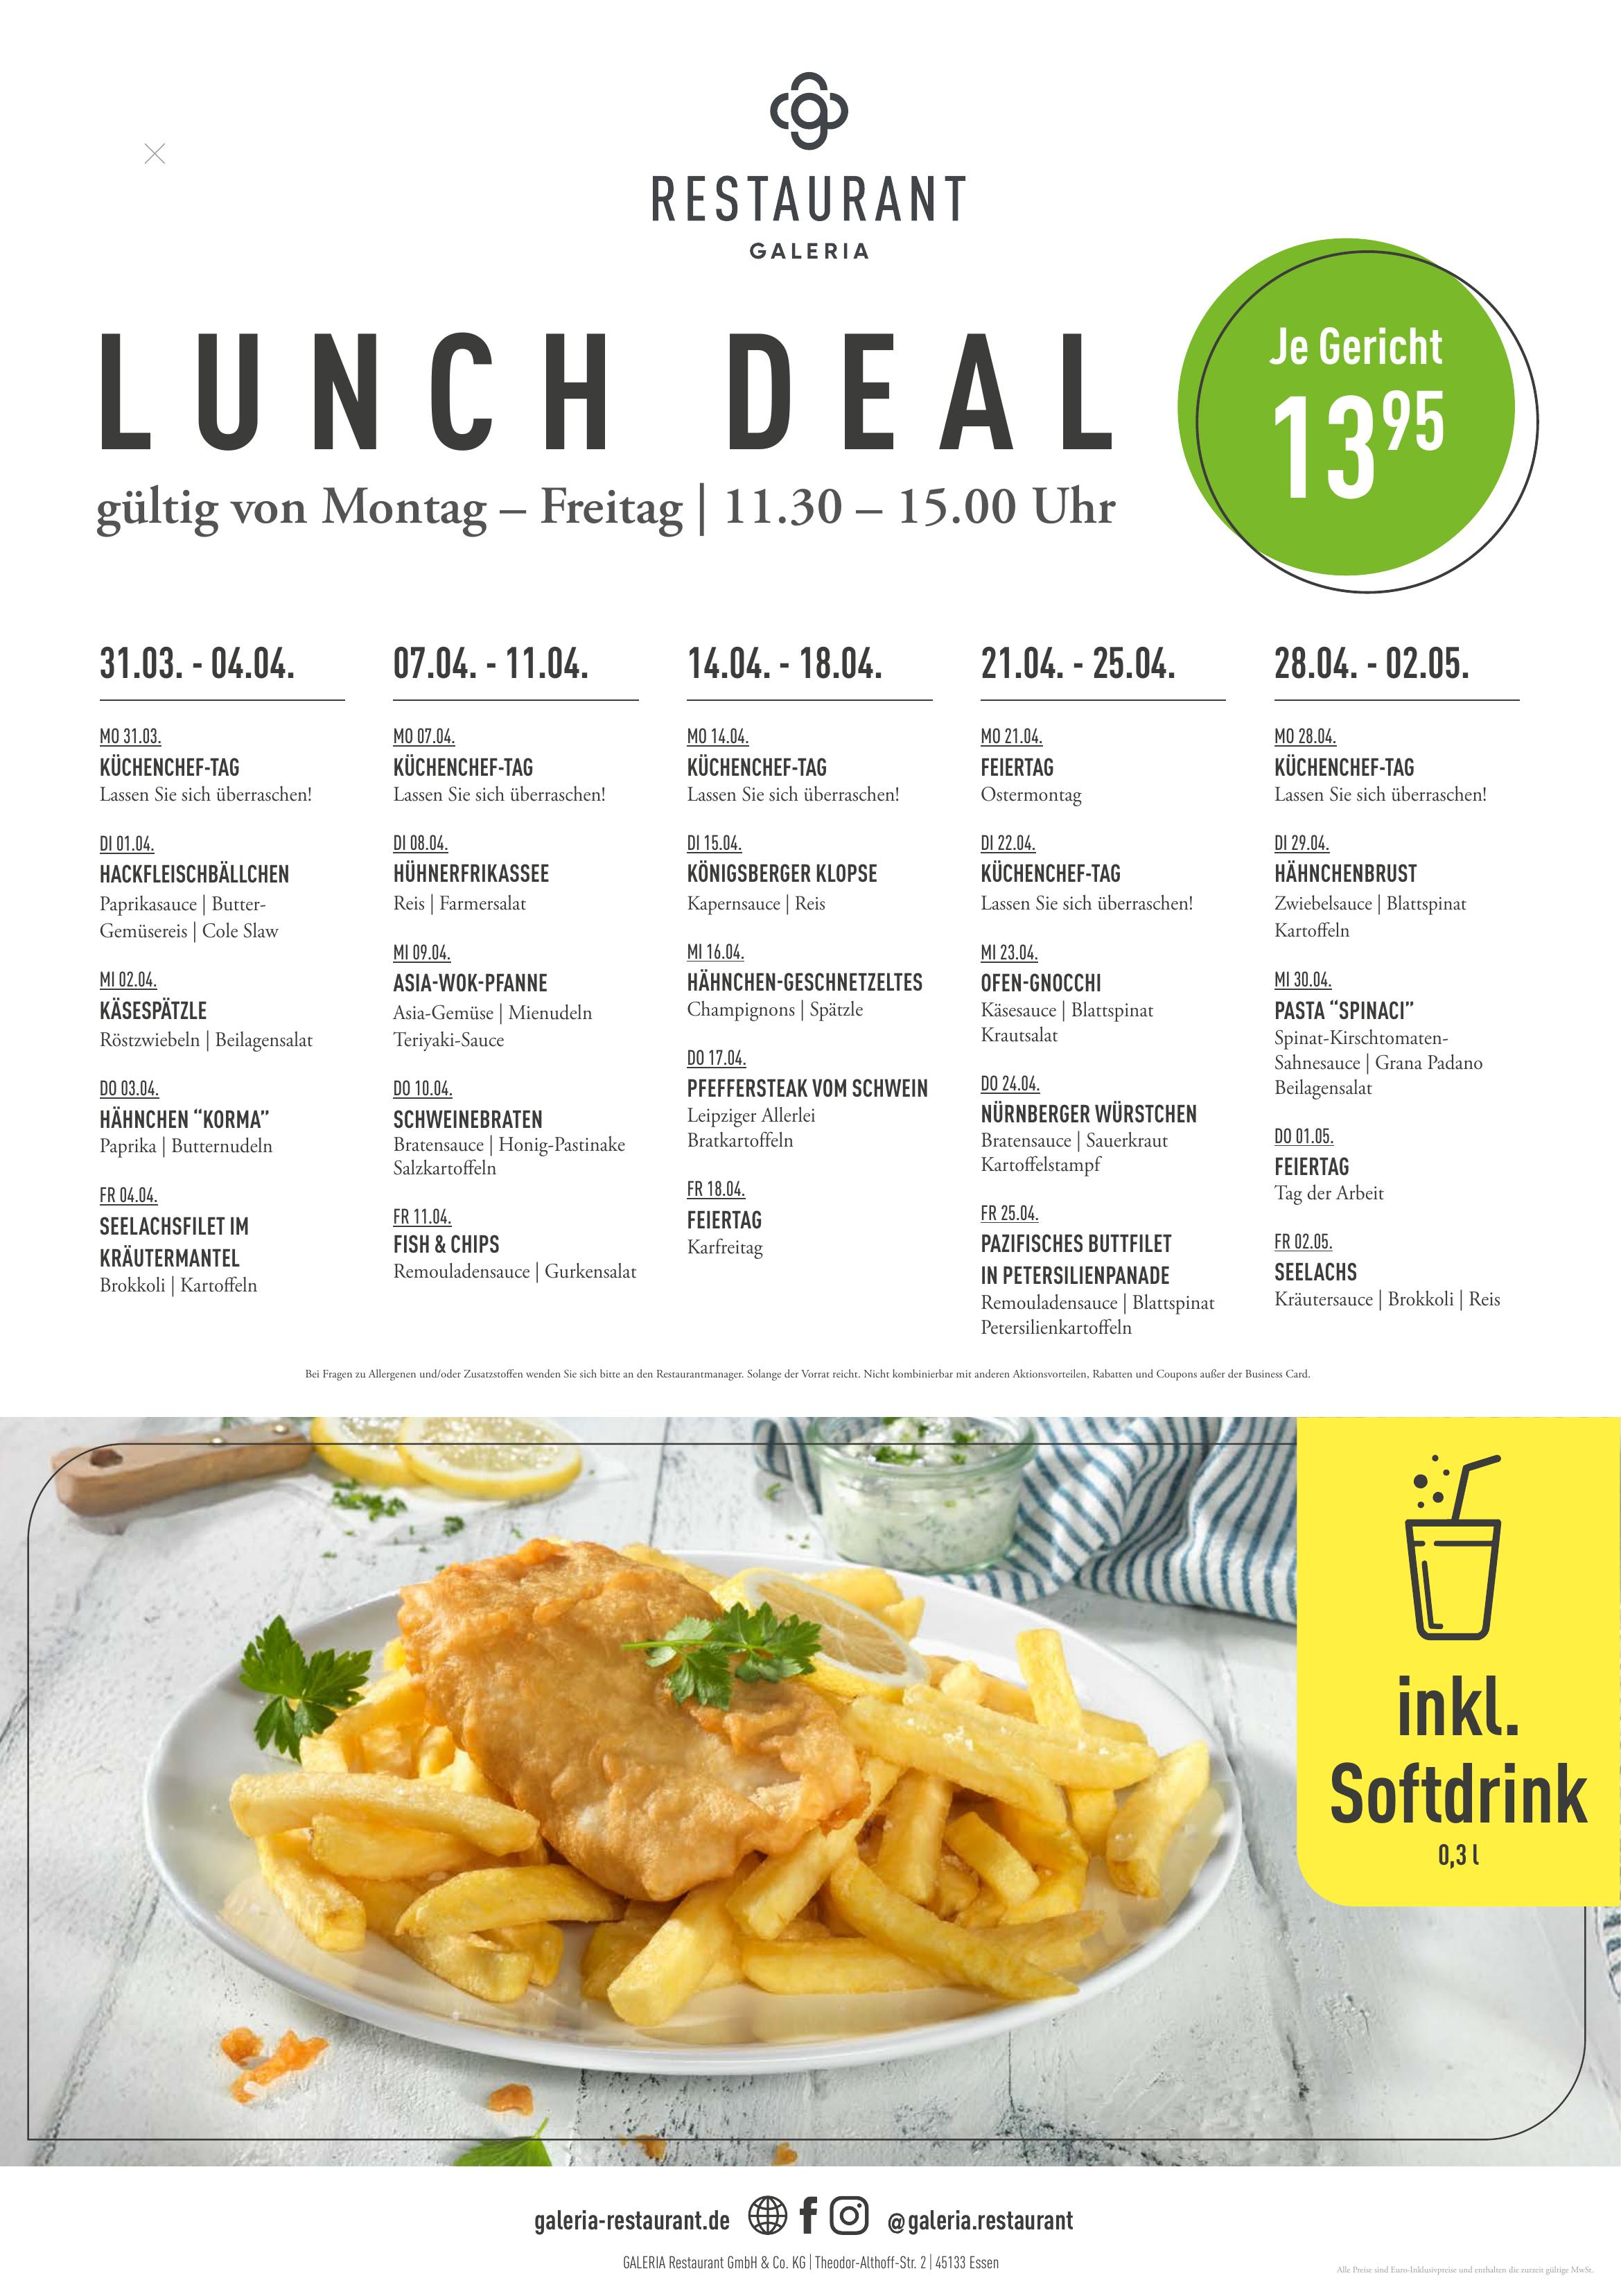 RESTAURANT
GALERIA
LUNCH DEAL
gültig von Montag – Freitag | 11.30 – 15.00 Uhr
Je Gericht
1395
31.03. - 04.04.
MO 31.03.
KÜCHENCHEF-TAG
Lassen Sie sich überraschen!
DI 01.04.
HACKFLEISCHBÄLLCHEN
Paprikasauce | Butter-
Gemüsereis | Cole Slaw
MI 02.04.
KÄSESPÄTZLE
Röstzwiebeln | Beilagensalat
DO 03.04.
HÄHNCHEN “KORMA”
Paprika | Butternudeln
FR 04.04.
SEELACHSFILET IM
KRÄUTERMANTEL
Brokkoli | Kartoffeln
07.04. - 11.04.
MO 07.04.
KÜCHENCHEF-TAG
Lassen Sie sich überraschen!
DI 08.04.
HÜHNERFRIKASSEE
Reis | Farmersalat
MI 09.04.
ASIA-WOK-PFANNE
Asia-Gemüse | Mienudeln
Teriyaki-Sauce
DO 10.04.
SCHWEINEBRATEN
Bratensauce | Honig-Pastinake
Salzkartoffeln
FR 11.04.
FISH & CHIPS
Remouladensauce | Gurkensalat
14.04. - 18.04.
MO 14.04.
KÜCHENCHEF-TAG
Lassen Sie sich überraschen!
DI 15.04.
KÖNIGSBERGER KLOPSE
Kapernsauce | Reis
MI 16.04.
HÄHNCHEN-GESCHNETZELTES
Champignons | Spätzle
DO 17.04.
PFEFFERSTEAK VOM SCHWEIN
Leipziger Allerlei
Bratkartoffeln
FR 18.04.
FEIERTAG
Karfreitag
21.04. - 25.04.
MO 21.04.
FEIERTAG
Ostermontag
DI 22.04.
KÜCHENCHEF-TAG
Lassen Sie sich überraschen!
MI 23.04.
OFEN-GNOCCHI
Käsesauce | Blattspinat
Krautsalat
DO 24.04.
NÜRNBERGER WÜRSTCHEN
Bratensauce | Sauerkraut
Kartoffelstampf
FR 25.04.
PAZIFISCHES BUTTFILET
IN PETERSILIENPANADE
Remouladensauce | Blattspinat
Petersilienkartoffeln
28.04. - 02.05.
MO 28.04.
KÜCHENCHEF-TAG
Lassen Sie sich überraschen!
DI 29.04.
HÄHNCHENBRUST
Zwiebelsauce | Blattspinat
Kartoffeln
MI 30.04.
PASTA “SPINACI”
Spinat-Kirschtomaten-
Sahnesauce | Grana Padano
Beilagensalat
DO 01.05.
FEIERTAG
Tag der Arbeit
FR 02.05.
SEELACHS
Kräutersauce | Brokkoli | Reis
Bei Fragen zu Allergenen und/oder Zusatzstoffen wenden Sie sich bitte an den Restaurantmanager. Solange der Vorrat reicht. Nicht kombinierbar mit anderen Aktionsvorteilen, Rabatten und Coupons außer der Business Card.
inkl.
Softdrink
0,3 l
galeria-restaurant.de @galeria.restaurant
GALERIA Restaurant GmbH & Co. KG | Theodor-Althoff-Str. 2 | 45133 Essen
Alle Preise sind Euro-Inklusivpreise und enthalten die zurzeit gültige MwSt.